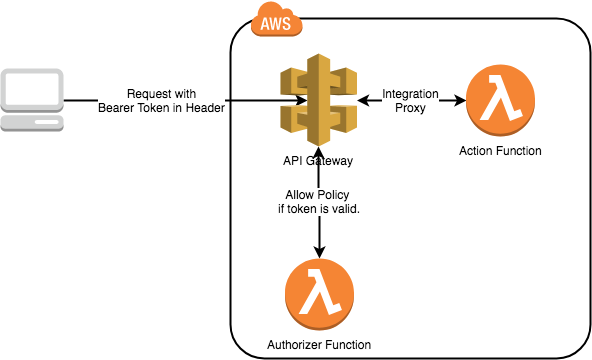 AWS
Request with
Bearer Token in Header
Integration
Proxy
Action Function
API Gateway
Allow Policy
if token is valid.
Authorizer Function